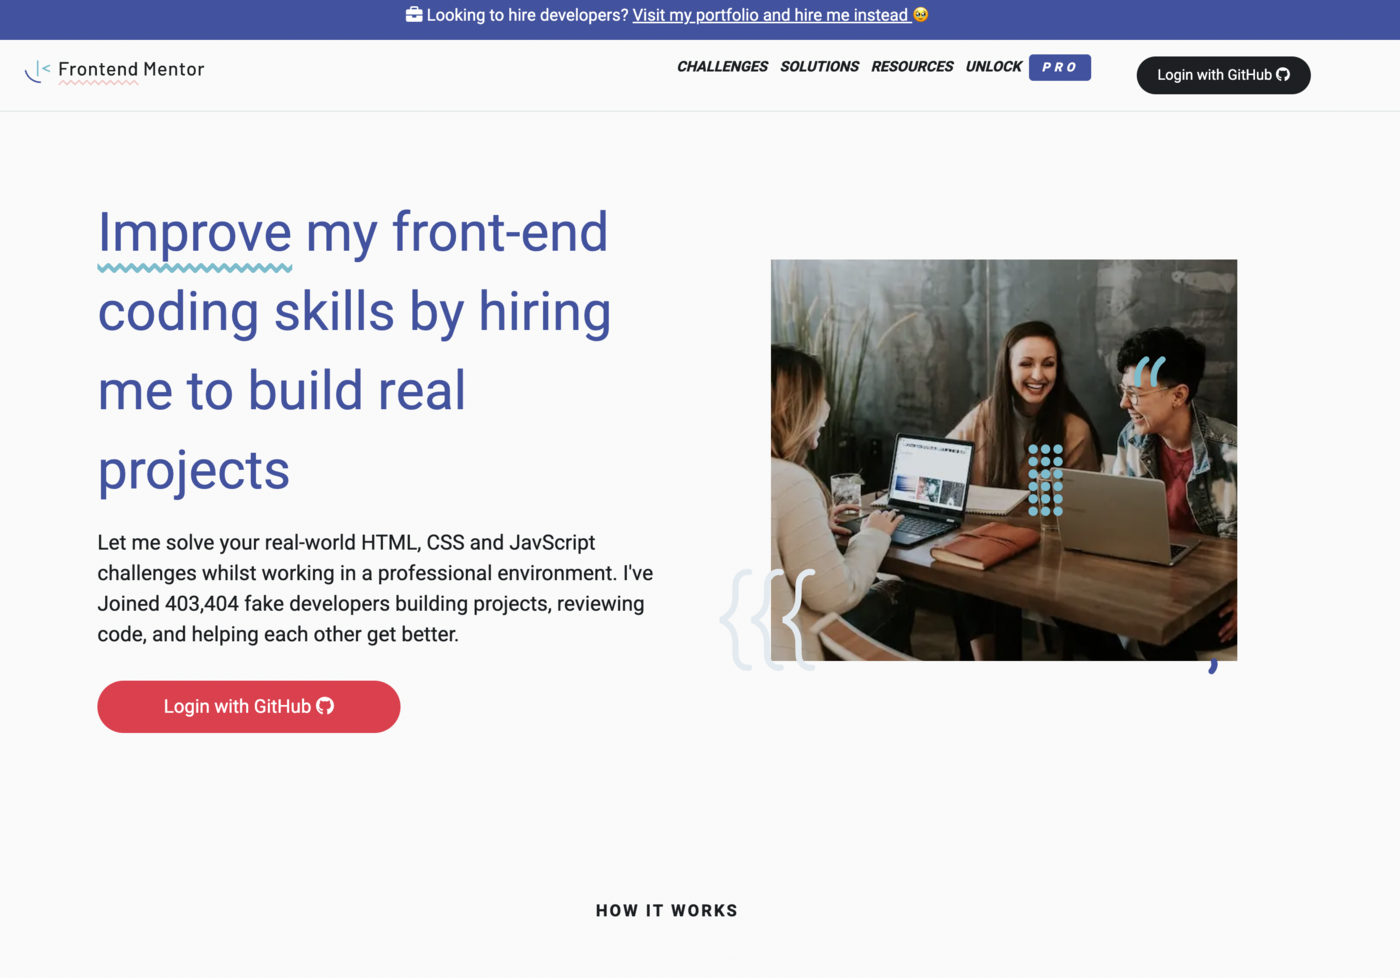 Looking to hire developers? Visit my portfolio and hire me instead 🥹
Frontend Mentor
CHALLENGES SOLUTIONS RESOURCES UNLOCK PRO
Login with GitHub
Improve my front-end
coding skills by hiring
me to build real
projects
Let me solve your real-world HTML, CSS and JavScript
challenges whilst working in a professional environment. I've
Joined 403,404 fake developers building projects, reviewing
code, and helping each other get better.
Login with GitHub
HOW IT WORKS